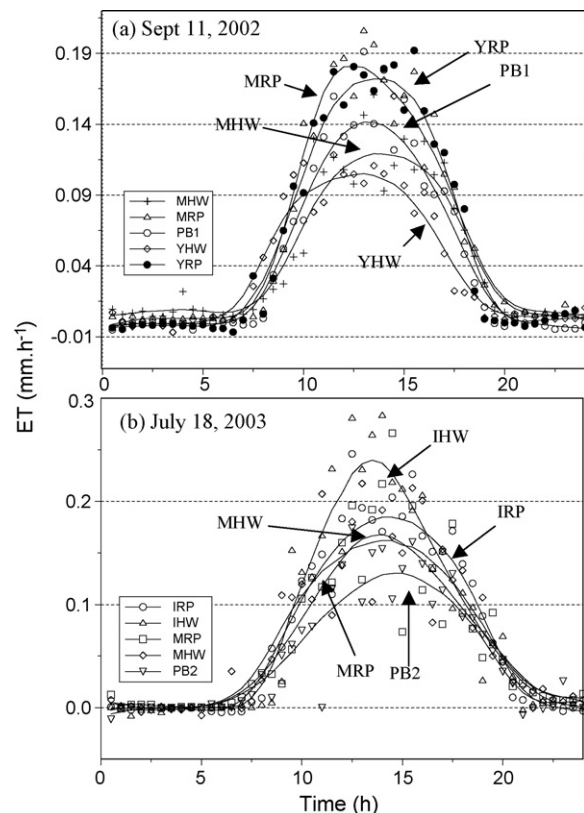 (a) Sept 11, 2002
0.19
YRP
MRP
PB1
0.14
MHW
0.09
MHW
MRP
PB1
YHW
YRP
0.04
YHW
-0.01
0 5 10 15 20
ET (mm.h-1)
0.3
(b) July 18, 2003
IHW
0.2
MHW
IRP
0.1
IRP
IHW
MRP
MHW
PB2
MRP
PB2
0.0
0 5 10 15 20
Time (h)